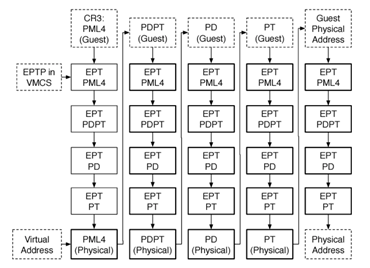 CR3:
PML4
(Guest)
PDPT
(Guest)
PD
(Guest)
PT
(Guest)
Guest
Physical
Address
EPTP in
VMCS
EPT
PML4
EPT
PML4
EPT
PML4
EPT
PML4
EPT
PML4
EPT
PDPT
EPT
PDPT
EPT
PDPT
EPT
PDPT
EPT
PDPT
EPT
PD
EPT
PD
EPT
PD
EPT
PD
EPT
PD
EPT
PT
EPT
PT
EPT
PT
EPT
PT
EPT
PT
Virtual
Address
PML4
(Physical)
PDPT
(Physical)
PD
(Physical)
PT
(Physical)
Physical
Address